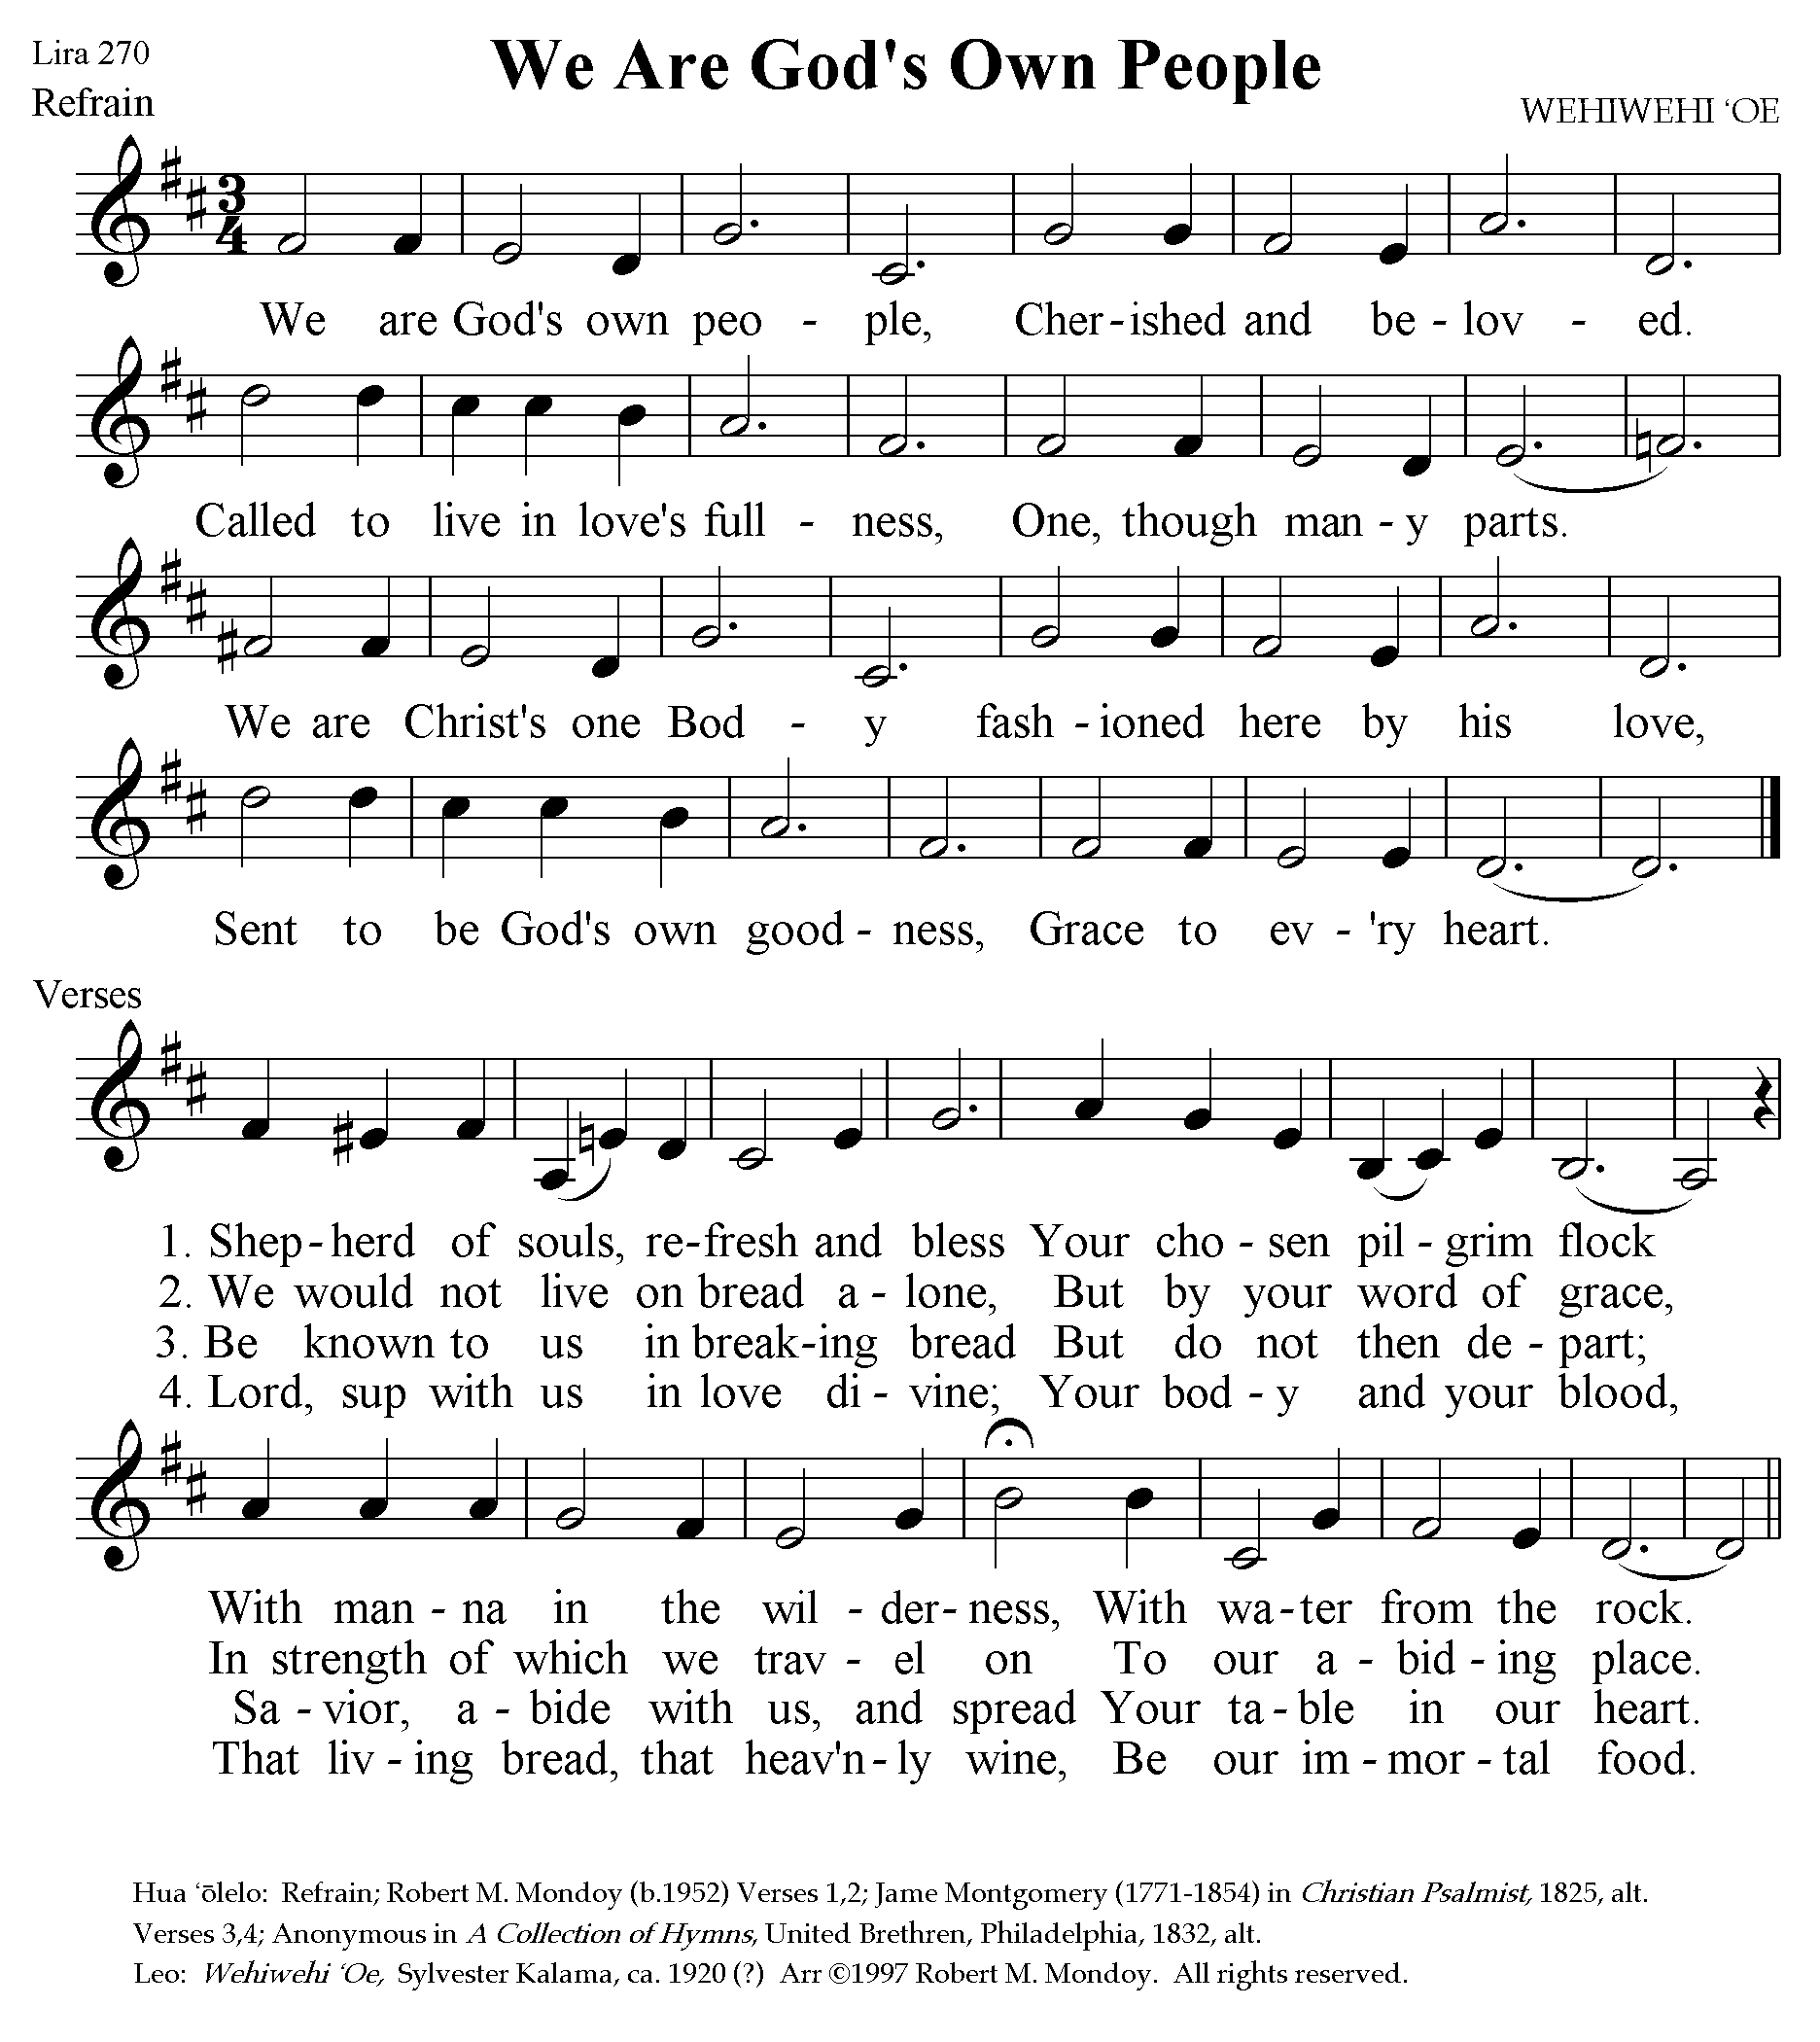 Lira 270
We Are God's Own People
Refrain
WEHIWEHI ʻOE
3
4
We are God's own peo - ple, Cher - ished and be - lov - ed.
Called to live in love's full - ness, One, though man - y parts.
We are Christ's one Bod - y fash - ioned here by his love,
Sent to be God's own good - ness, Grace to ev - 'ry heart.
Verses
1. Shep - herd of souls, re - fresh and bless Your cho - sen pil - grim flock
2. We would not live on bread a - lone, But by your word of grace,
3. Be known to us in break - ing bread But do not then de - part;
4. Lord, sup with us in love di - vine; Your bod - y and your blood,
With man - na in the wil - der - ness, With wa - ter from the rock.
In strength of which we trav - el on To our a - bid - ing place.
Sa - vior, a - bide with us, and spread Your ta - ble in our heart.
That liv - ing bread, that heav'n - ly wine, Be our im - mor - tal food.
Hua ʻōlelo: Refrain; Robert M. Mondoy (b.1952) Verses 1,2; Jame Montgomery (1771-1854) in Christian Psalmist, 1825, alt.
Verses 3,4; Anonymous in A Collection of Hymns, United Brethren, Philadelphia, 1832, alt.
Leo: Wehiwehi ʻOe, Sylvester Kalama, ca. 1920 (?) Arr ©1997 Robert M. Mondoy. All rights reserved.